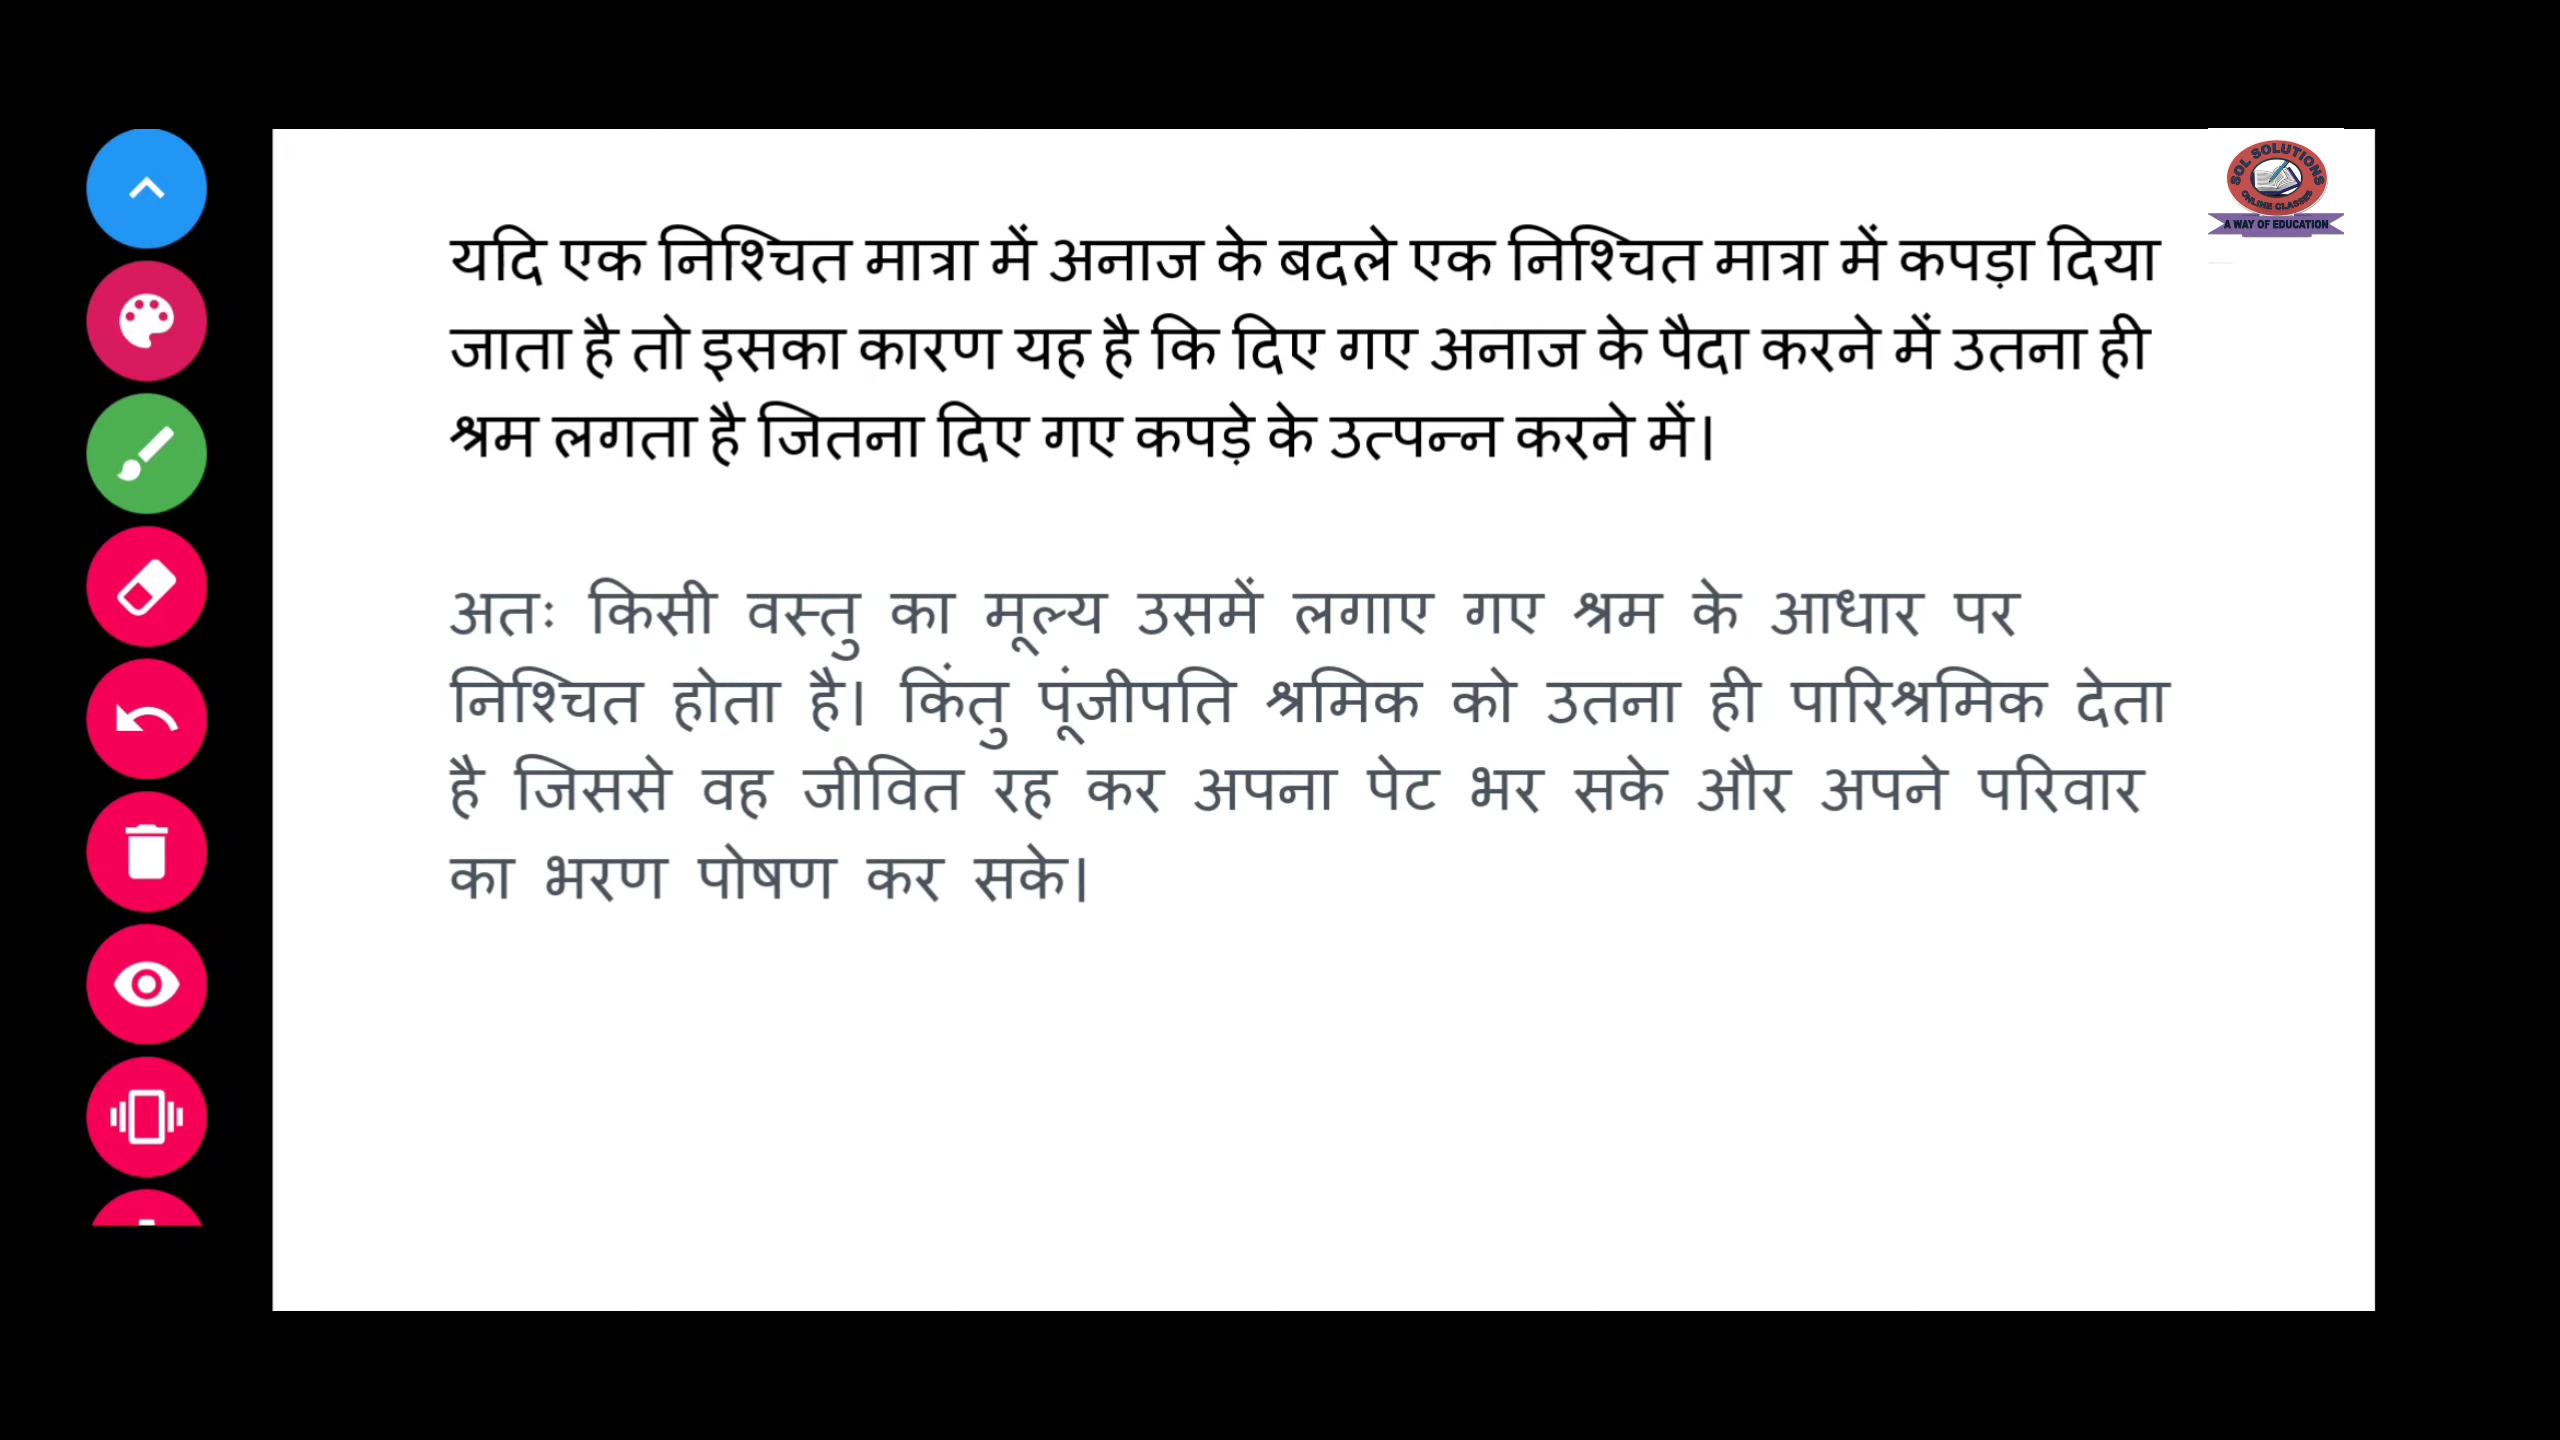 SOL SOLUTIONS
ONLINE CLASSES
A WAY OF EDUCATION
यदि एक निश्चित मात्रा में अनाज के बदले एक निश्चित मात्रा में कपड़ा दिया
जाता है तो इसका कारण यह है कि दिए गए अनाज के पैदा करने में उतना ही
श्रम लगता है जितना दिए गए कपड़े के उत्पन्न करने में।
अतः किसी वस्तु का मूल्य उसमें लगाए गए श्रम के आधार पर
निश्चित होता है। किंतु पूंजीपति श्रमिक को उतना ही पारिश्रमिक देता
है जिससे वह जीवित रह कर अपना पेट भर सके और अपने परिवार
का भरण पोषण कर सके।